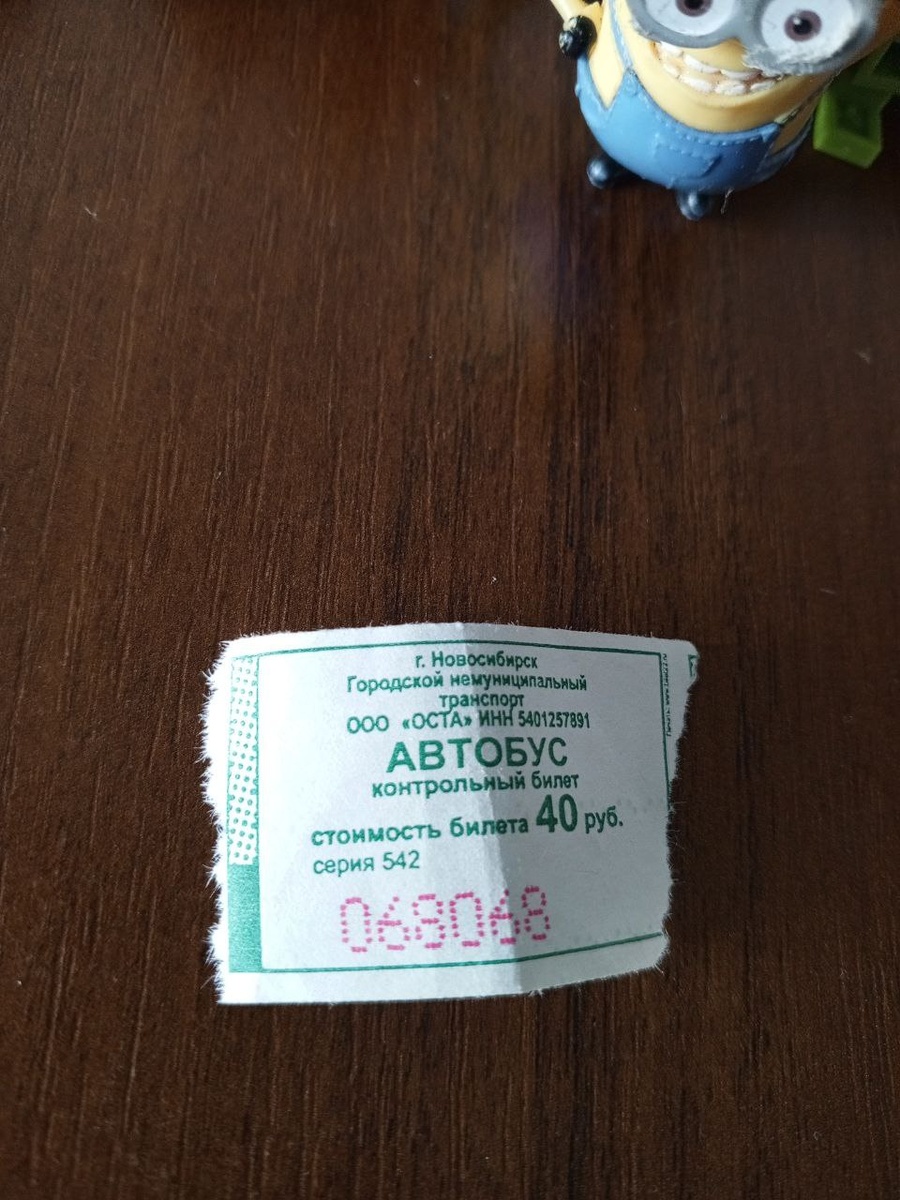 г. Новосибирск
Городской немуниципальный
транспорт
ООО «ОСТА» ИНН 5401257891
АВТОБУС
контрольный билет
стоимость билета 40 руб.
серия 542
068068